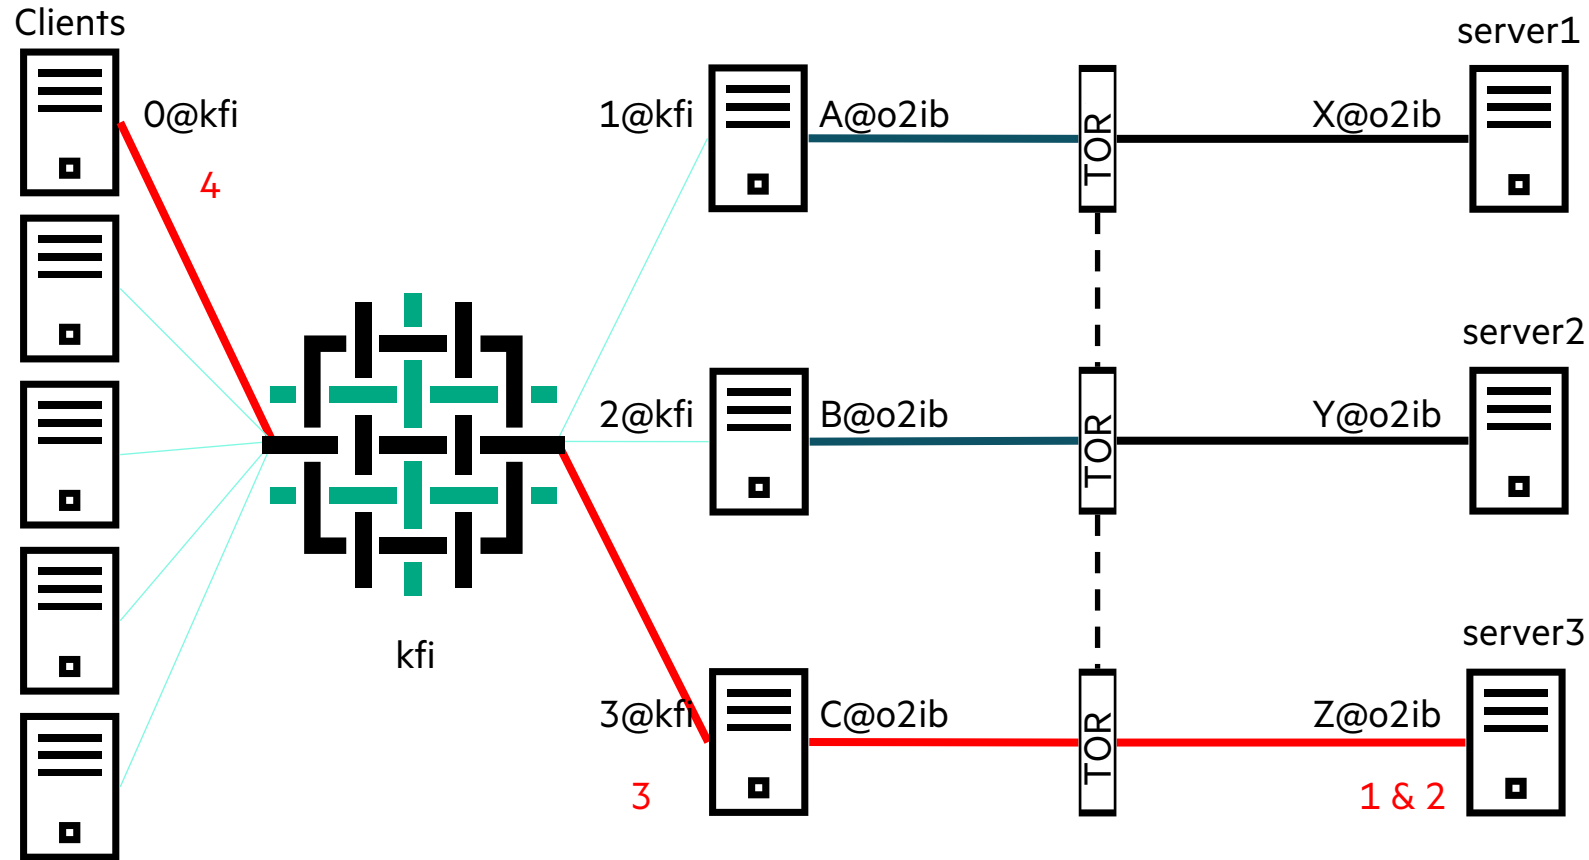 Clients
server1
0@kfi
1@kfi
A@o2ib
TOR
X@o2ib
4
server2
2@kfi
B@o2ib
TOR
Y@o2ib
kfi
server3
3@kfi
C@o2ib
TOR
Z@o2ib
3
1 & 2